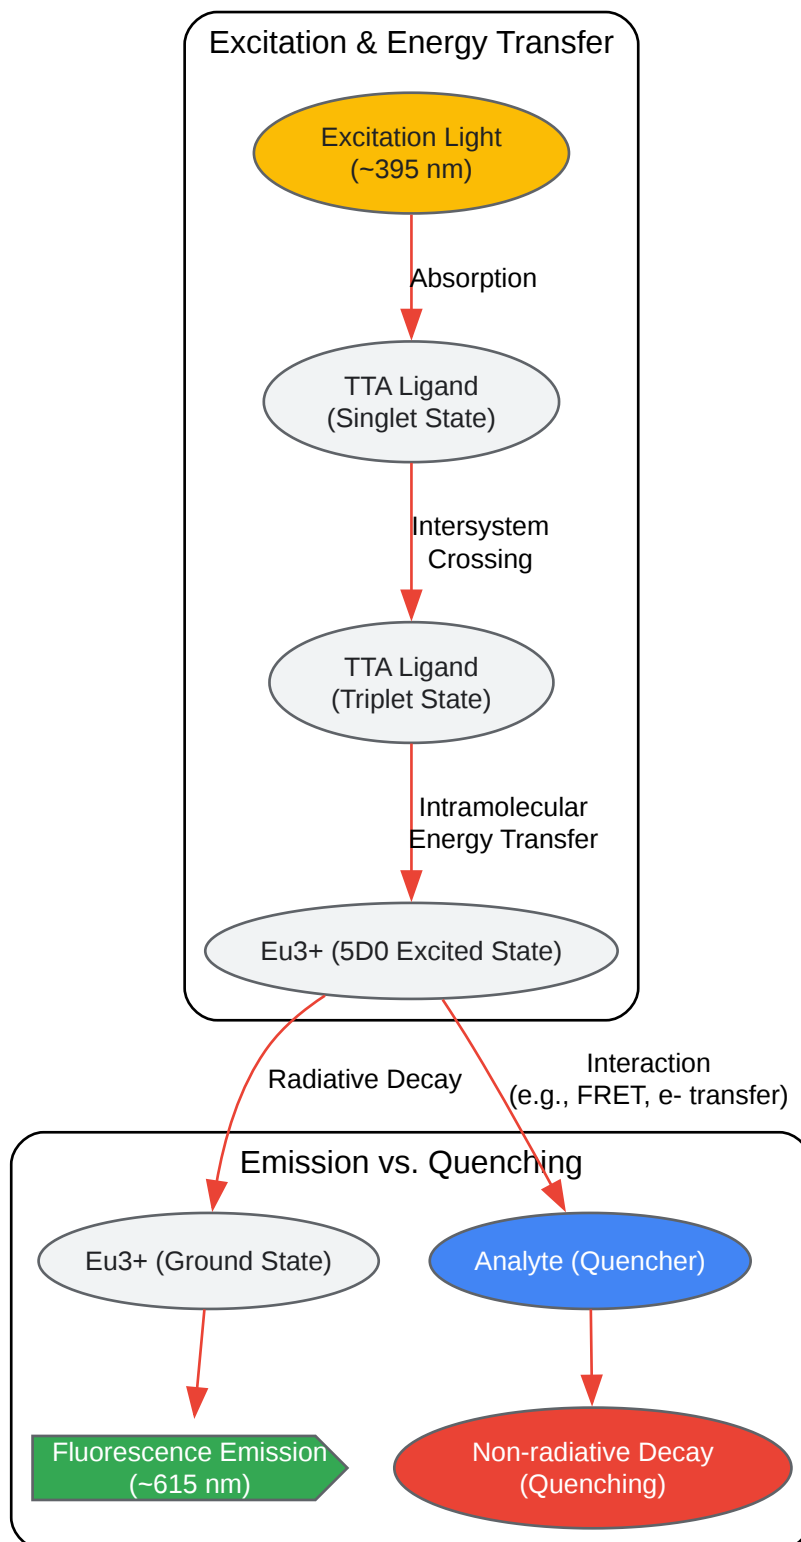 Excitation & Energy Transfer
Excitation Light
(~395 nm)
Absorption
TTA Ligand
(Singlet State)
Intersystem
Crossing
TTA Ligand
(Triplet State)
Intramolecular
Energy Transfer
Eu3+ (5D0 Excited State)
Radiative Decay
Interaction
(e.g., FRET, e- transfer)
Emission vs. Quenching
Eu3+ (Ground State)
Analyte (Quencher)
Fluorescence Emission
(~615 nm)
Non-radiative Decay
(Quenching)